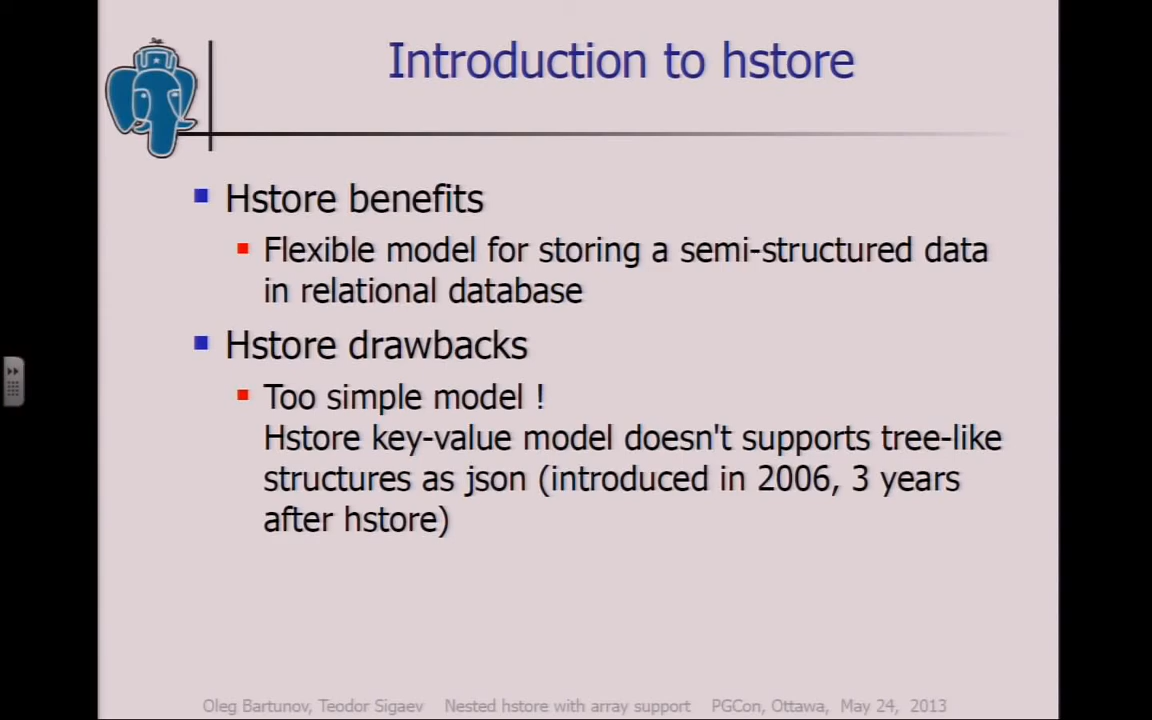 Introduction to hstore
Hstore benefits
Flexible model for storing a semi-structured data
in relational database
Hstore drawbacks
Too simple model !
Hstore key-value model doesn't supports tree-like
structures as json (introduced in 2006, 3 years
after hstore)
Oleg Bartunov, Teodor Sigaev Nested hstore with array support PGCon, Ottawa, May 24, 2013